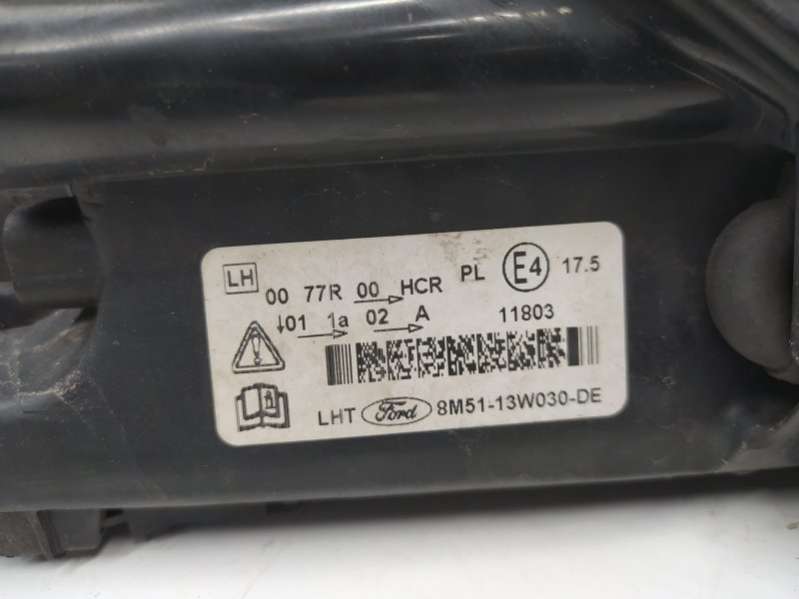 LH 00 77R 00 HCR PL E4 17.5
↓01 1a 02 A 11803
LHT Ford 8M51-13W030-DE